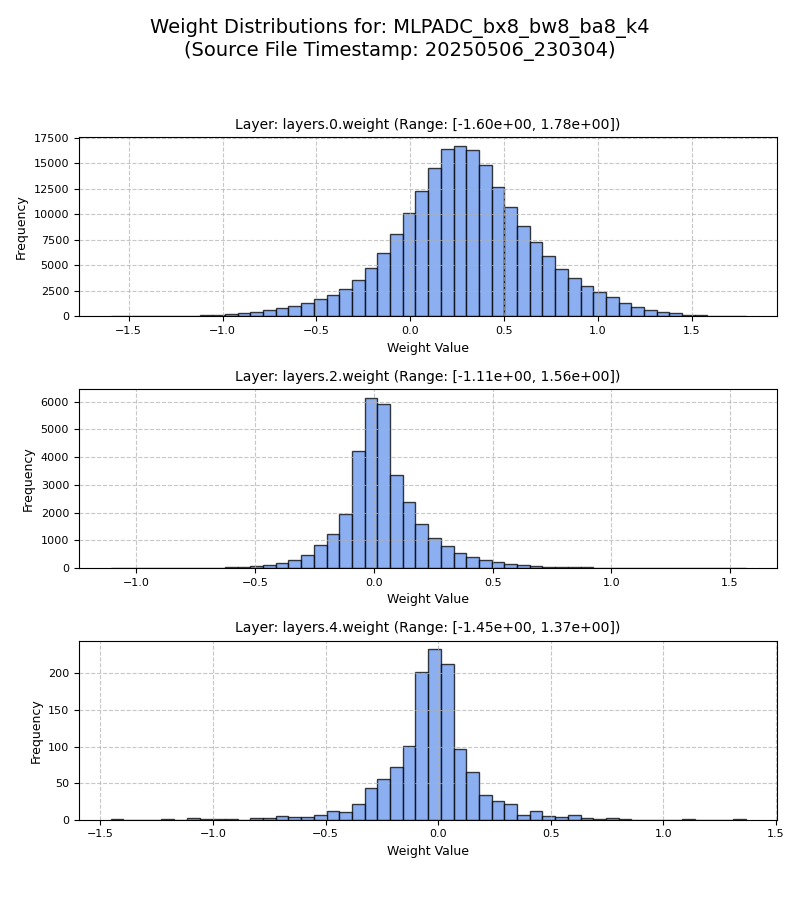 Weight Distributions for: MLPADC_bx8_bw8_ba8_k4
(Source File Timestamp: 20250506_230304)
Layer: layers.0.weight (Range: [-1.60e+00, 1.78e+00])
17500
15000
12500
10000
7500
5000
2500
0
Frequency
−1.5 −1.0 −0.5 0.0 0.5 1.0 1.5
Weight Value
Layer: layers.2.weight (Range: [-1.11e+00, 1.56e+00])
6000
5000
4000
3000
2000
1000
0
Frequency
−1.0 −0.5 0.0 0.5 1.0 1.5
Weight Value
Layer: layers.4.weight (Range: [-1.45e+00, 1.37e+00])
200
150
100
50
0
Frequency
−1.5 −1.0 −0.5 0.0 0.5 1.0 1.5
Weight Value